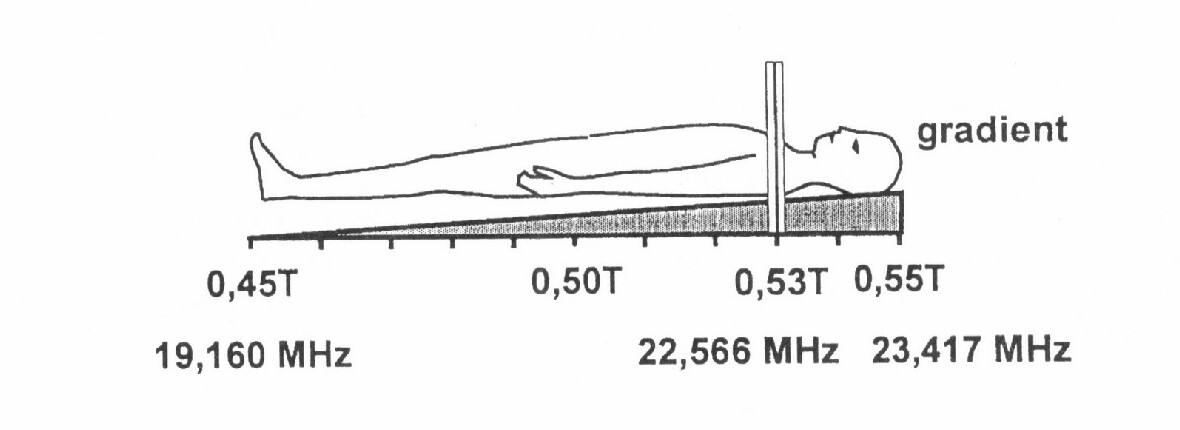 gradient
0,45T 0,50T 0,53T 0,55T
19,160 MHz 22,566 MHz 23,417 MHz